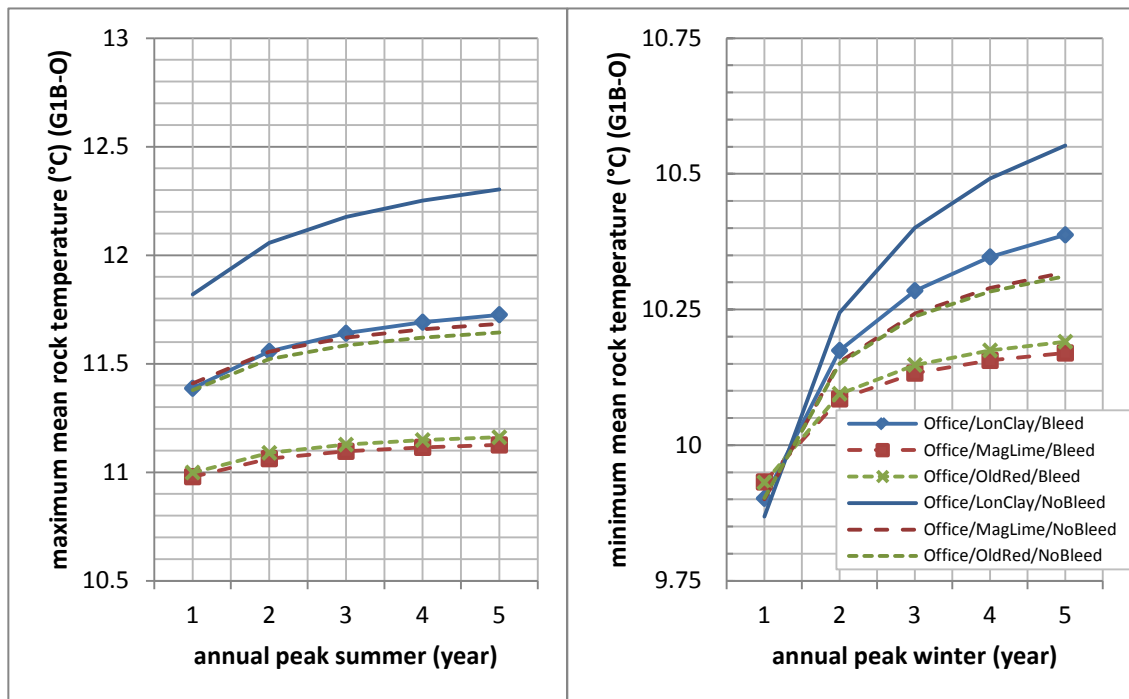 maximum mean rock temperature (°C) (G1B-O)
13
12.5
12
11.5
11
10.5
1 2 3 4 5
annual peak summer (year)
minimum mean rock temperature (°C) (G1B-O)
10.75
10.5
10.25
10
9.75
1 2 3 4 5
annual peak winter (year)
Office/LonClay/Bleed
Office/MagLime/Bleed
Office/OldRed/Bleed
Office/LonClay/NoBleed
Office/MagLime/NoBleed
Office/OldRed/NoBleed